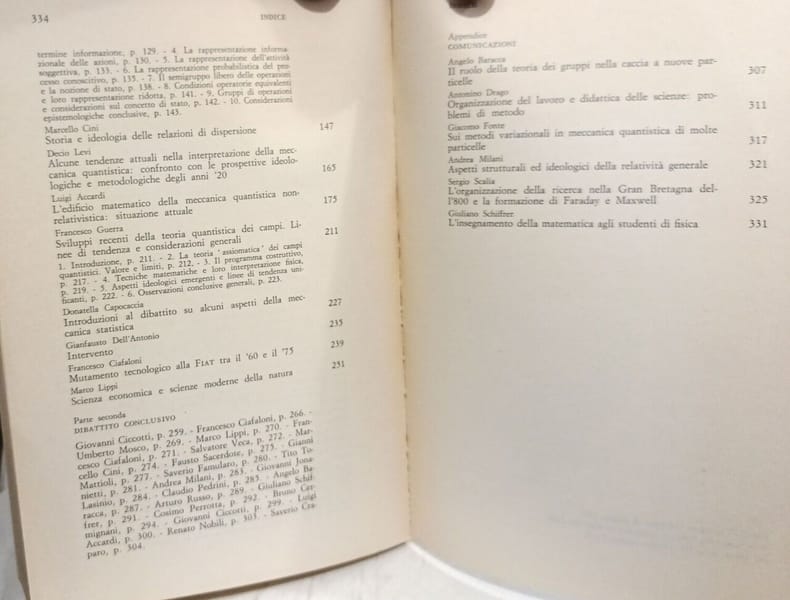 334
INDICE
termine informazione, p. 129. - 4. La rappresentazione informa-
zionale delle azioni, p. 130. - 5. La rappresentazione dell'attività
soggettiva, p. 133. - 6. La rappresentazione probabilistica del pro-
cesso conoscitivo, p. 135. - 7. Il semigruppo libero delle operazioni
e la nozione di stato, p. 138. - 8. Condizioni operatorie equivalenti
e loro rappresentazione ridotta, p. 141. - 9. Gruppi di operazioni
e considerazioni sul concetto di stato, p. 142. - 10. Considerazioni
epistemologiche conclusive, p. 143.
Marcello Cini
Storia e ideologia delle relazioni di dispersione 147
Decio Levi
Alcune tendenze attuali nella interpretazione della mec-
canica quantistica: confronto con le prospettive ideolo-
giche e metodologiche degli anni '20 165
Luigi Accardi
L'edificio matematico della meccanica quantistica non-
relativistica: situazione attuale 175
Francesco Guerra
Sviluppi recenti della teoria quantistica dei campi. Li-
nee di tendenza e considerazioni generali 211
1. Introduzione, p. 211. - 2. La teoria 'assiomatica' dei campi
quantistici. Valore e limiti, p. 212. - 3. Il programma costruttivo,
p. 217. - 4. Tecniche matematiche e loro interpretazione fisica,
p. 219. - 5. Aspetti ideologici emergenti e linee di tendenza uni-
ficanti, p. 222. - 6. Osservazioni conclusive generali, p. 223.
Donatella Capocaccia
Introduzioni al dibattito su alcuni aspetti della mec-
canica statistica 227
Gianfausto Dell'Antonio
Intervento 235
Francesco Ciafaloni
Mutamento tecnologico alla FIAT tra il '60 e il '75 239
Marco Lippi
Scienza economica e scienze moderne della natura 251
Parte seconda
DIBATTITO CONCLUSIVO
Giovanni Ciccotti, p. 259. - Francesco Ciafaloni, p. 266. -
Umberto Mosco, p. 269. - Marco Lippi, p. 270. - Fran-
cesco Ciafaloni, p. 271. - Salvatore Veca, p. 272. - Mar-
cello Cini, p. 274. - Fausto Sacerdote, p. 275. - Gianni
Mattioli, p. 277. - Saverio Famularo, p. 280. - Tito To-
nietti, p. 281. - Andrea Milani, p. 283. - Giovanni Jona-
Lasinio, p. 284. - Claudio Pedrini, p. 285. - Angelo Ba-
racca, p. 287. - Arturo Russo, p. 289. - Giuliano Schif-
frer, p. 291. - Cosimo Perrotta, p. 292. - Bruno Cer-
mignani, p. 294. - Giovanni Ciccotti, p. 299. - Luigi
Accardi, p. 300. - Renato Nobili, p. 303. - Saverio Cra-
paro, p. 304.
Appendice
COMUNICAZIONI
Angelo Baracca
Il ruolo della teoria dei gruppi nella caccia a nuove par-
ticelle 307
Antonino Drago
Organizzazione del lavoro e didattica delle scienze: pro-
blemi di metodo 311
Giacomo Fonte
Sui metodi variazionali in meccanica quantistica di molte
particelle 317
Andrea Milani
Aspetti strutturali ed ideologici della relatività generale 321
Sergio Scalia
L'organizzazione della ricerca nella Gran Bretagna del-
l'800 e la formazione di Faraday e Maxwell 325
Giuliano Schiffrer
L'insegnamento della matematica agli studenti di fisica 331